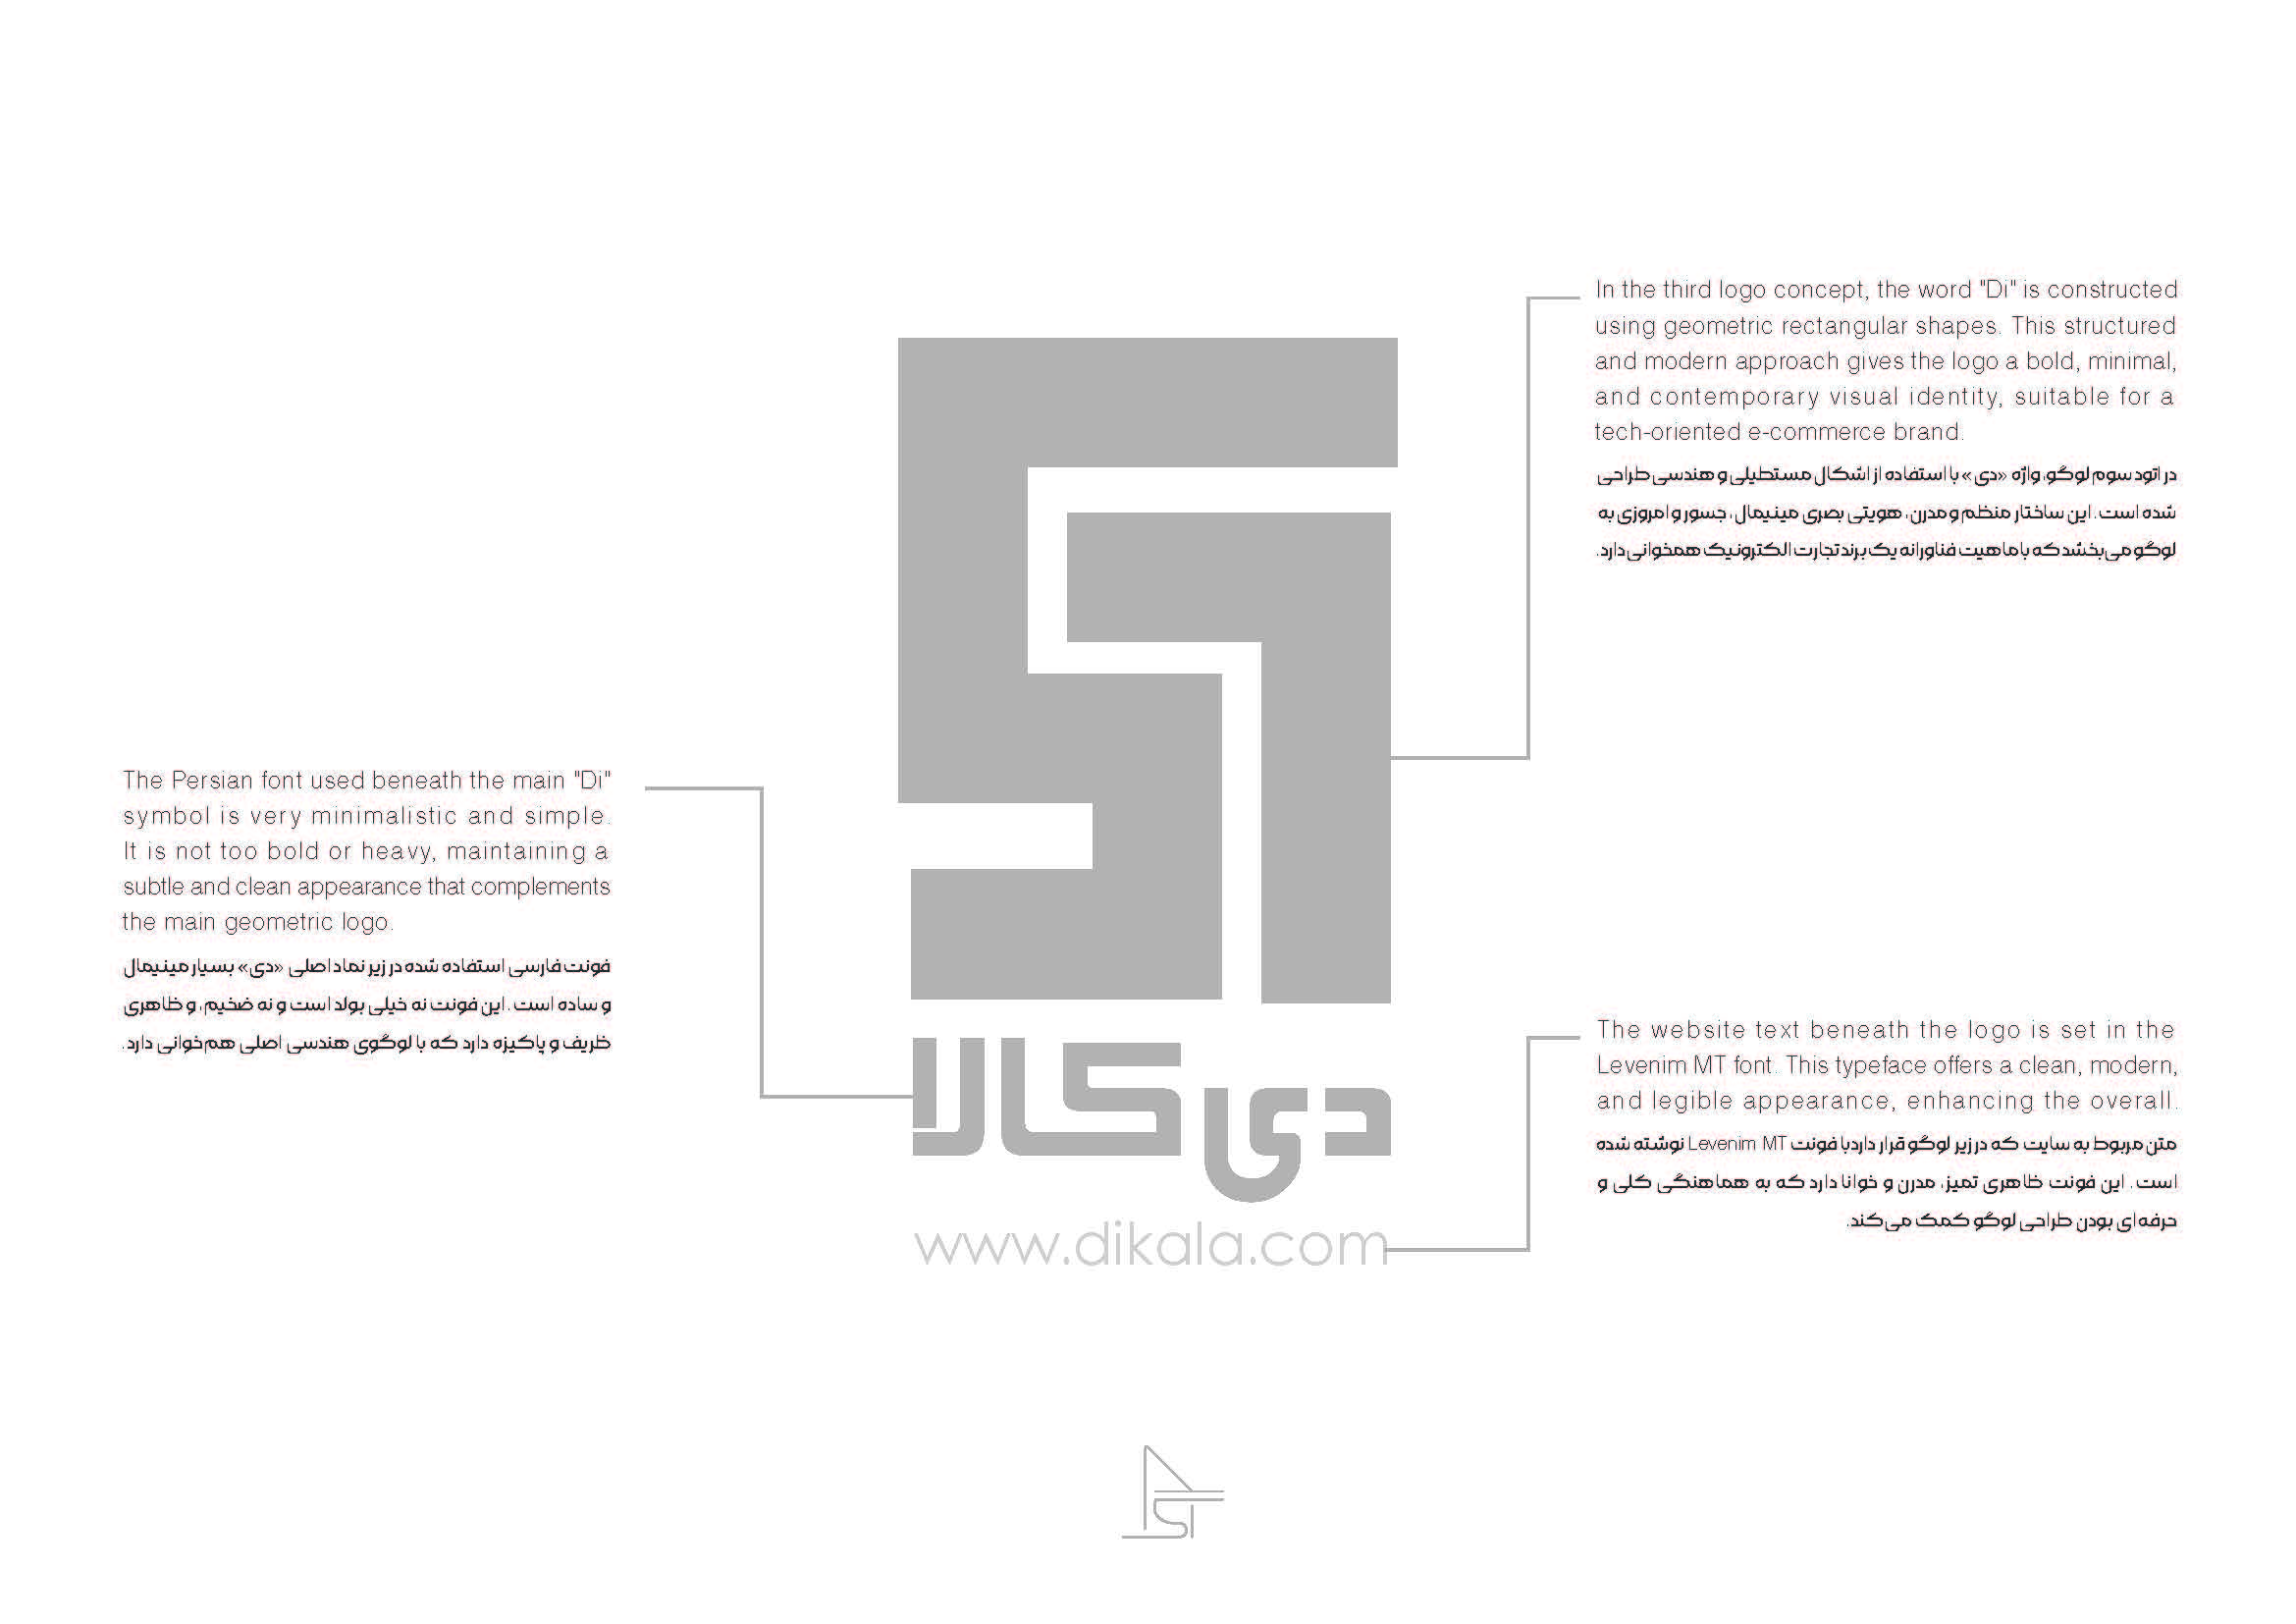 In the third logo concept, the word "Di" is constructed
using geometric rectangular shapes. This structured
and modern approach gives the logo a bold, minimal,
and contemporary visual identity, suitable for a
tech-oriented e-commerce brand.
در اتود سوم لوگو، واژه «دی» با استفاده از اشکال مستطیلی و هندسی طراحی
شده است. این ساختار منظم و مدرن، هویتی بصری مینیمال، جسور و امروزی به
لوگو می‌بخشد که با ماهیت فناورانه یک برند تجارت الکترونیک همخوانی دارد.
The Persian font used beneath the main "Di"
symbol is very minimalistic and simple.
It is not too bold or heavy, maintaining a
subtle and clean appearance that complements
the main geometric logo.
فونت فارسی استفاده شده در زیر نماد اصلی «دی» بسیار مینیمال
و ساده است. این فونت نه خیلی بولد است و نه ضخیم، و ظاهری
ظریف و پاکیزه دارد که با لوگوی هندسی اصلی هم‌خوانی دارد.
The website text beneath the logo is set in the
Levenim MT font. This typeface offers a clean, modern,
and legible appearance, enhancing the overall.
متن مربوط به سایت که در زیر لوگو قرار دارد با فونت Levenim MT نوشته شده
است. این فونت ظاهری تمیز، مدرن و خوانا دارد که به هماهنگی کلی و
حرفه‌ای بودن طراحی لوگو کمک می‌کند.
دی
دی کالا
www.dikala.com